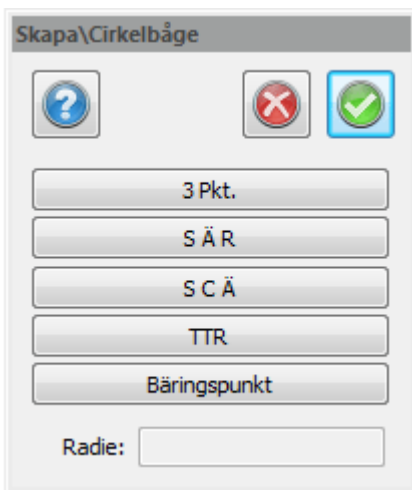 Skapa\Cirkelbåge
3 Pkt.
S Ä R
S C Ä
TTR
Bäringspunkt
Radie: